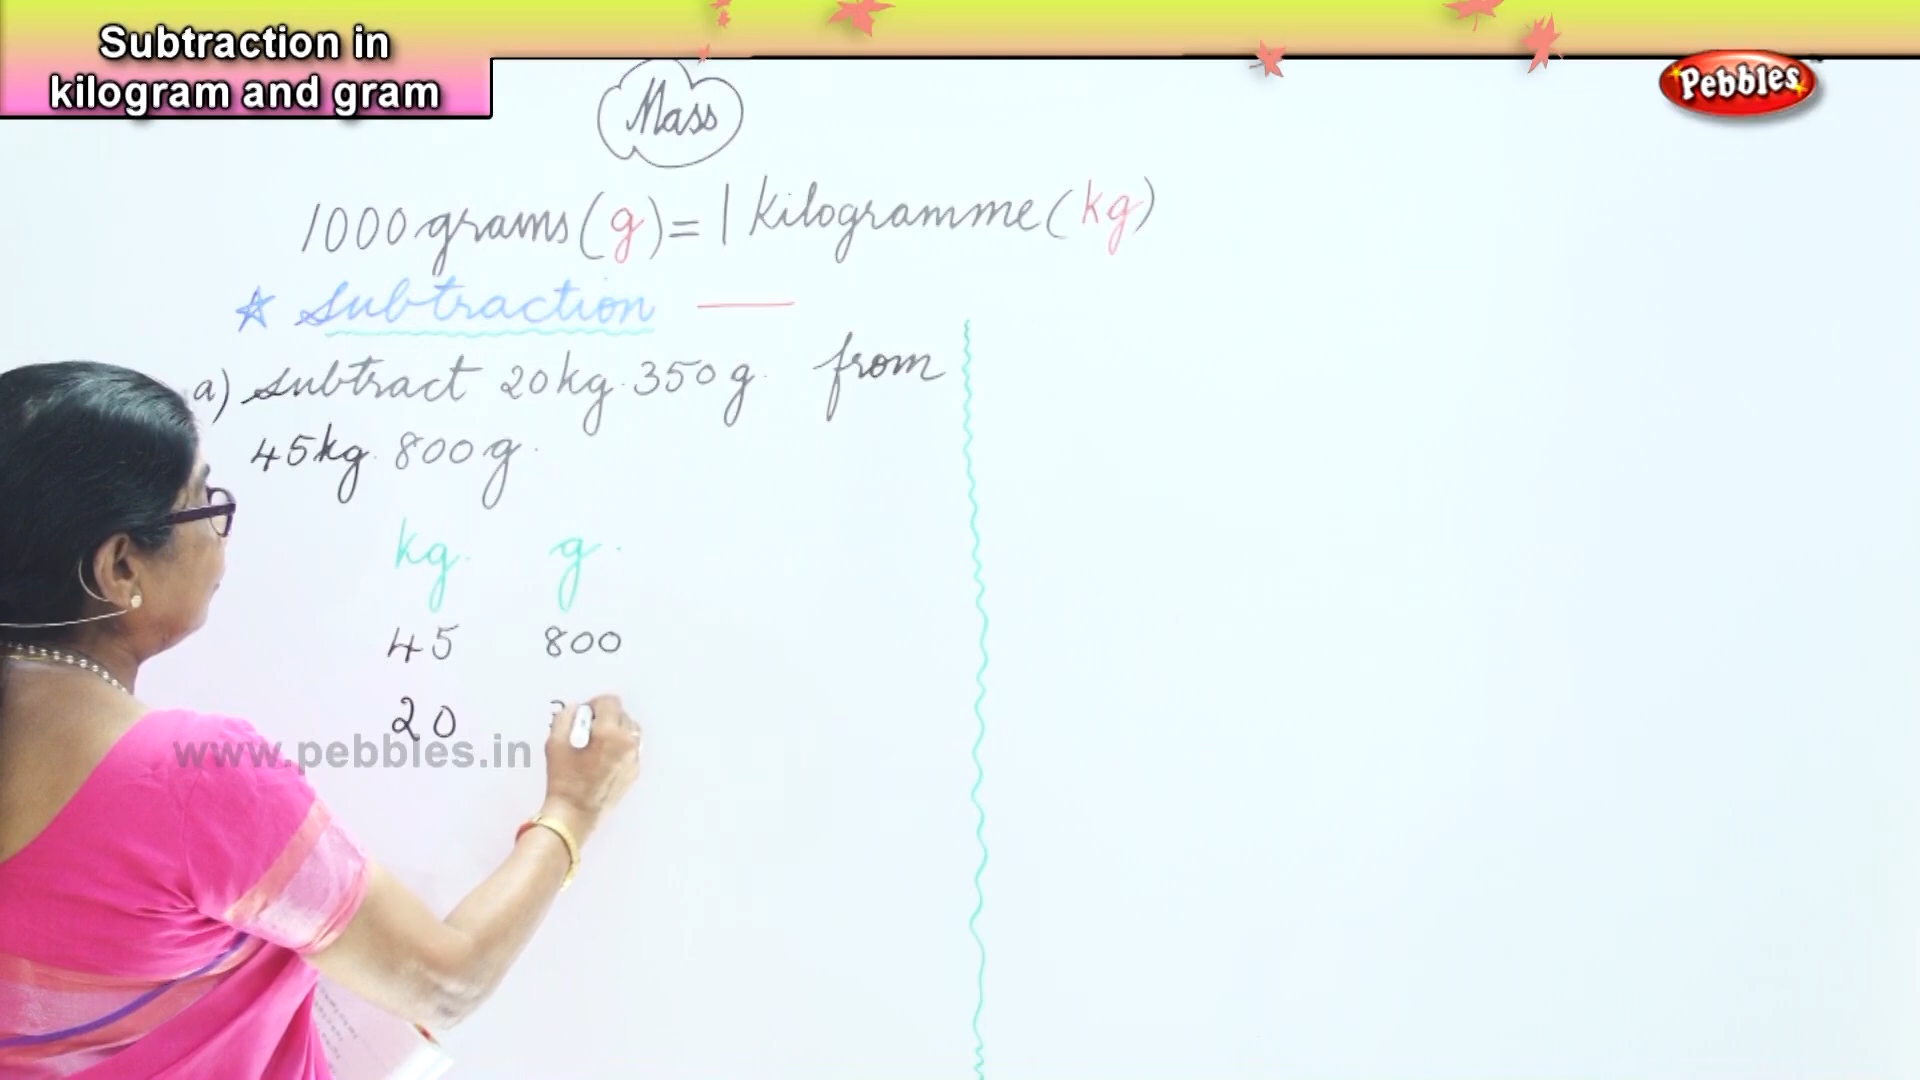 Subtraction in
kilogram and gram
Pebbles
Mass
1000 grams (g) = 1 kilogramme (kg)
☆ Subtraction —
a) Subtract 20kg. 350g. from
45kg. 800g.
kg. g.
45 800
20
www.pebbles.in